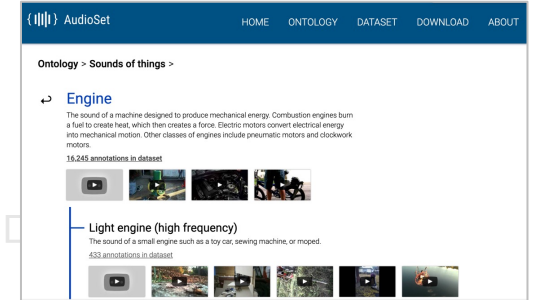 AudioSet HOME ONTOLOGY DATASET DOWNLOAD ABOUT
Ontology > Sounds of things >
Engine
The sound of a machine designed to produce mechanical energy. Combustion engines burn
a fuel to create heat, which then creates a force. Electric motors convert electrical energy
into mechanical motion. Other classes of engines include pneumatic motors and clockwork
motors.
16,245 annotations in dataset
Light engine (high frequency)
The sound of a small engine such as a toy car, sewing machine, or moped.
433 annotations in dataset